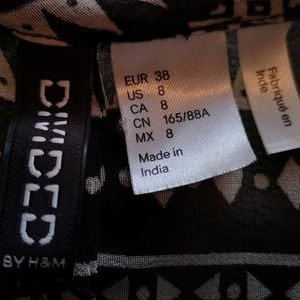 DIVIDED
BY H&M
EUR 38
US 8
CA 8
CN 165/88A
MX 8
Made in
India
Fabriqué en
Inde